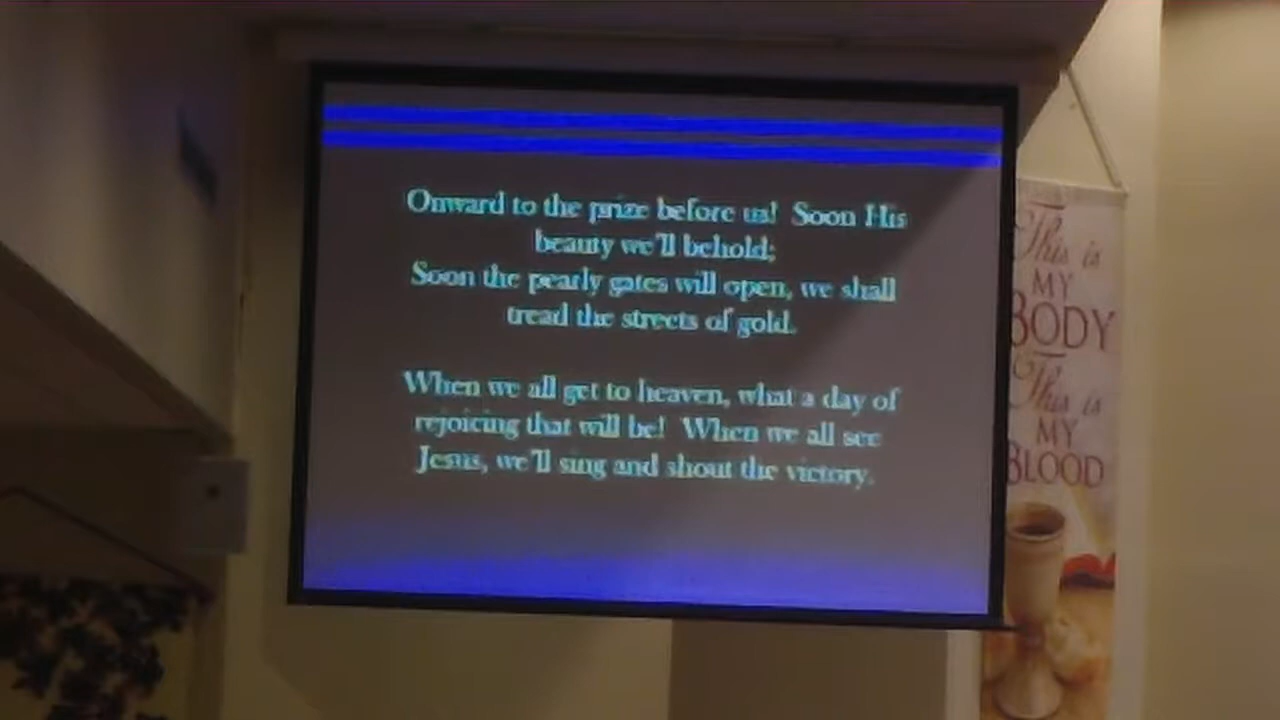 Onward to the prize before us! Soon His
beauty we'll behold;
Soon the pearly gates will open, we shall
tread the streets of gold.
When we all get to heaven, what a day of
rejoicing that will be! When we all see
Jesus, we'll sing and shout the victory.
This is
MY
BODY
This is
MY
BLOOD